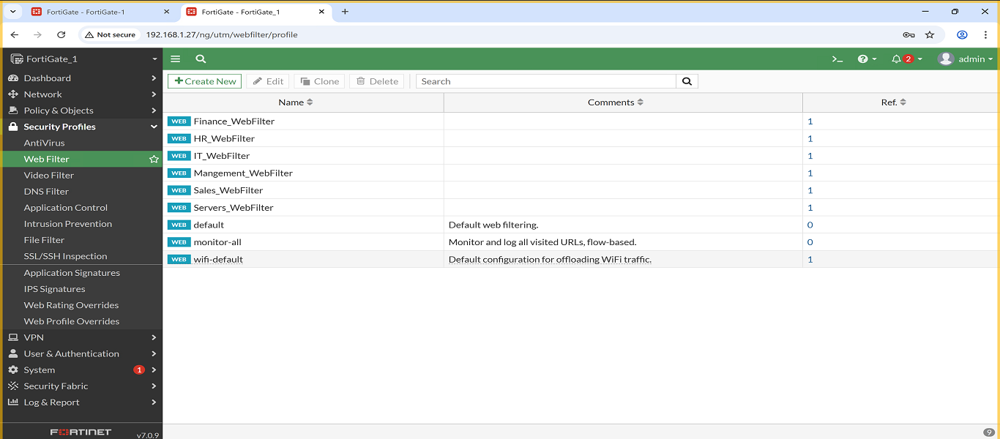 FortiGate - FortiGate-1
FortiGate - FortiGate_1
Not secure 192.168.1.27/ng/utm/webfilter/profile
FortiGate_1
>_ ? 2 admin
Dashboard
Network
Policy & Objects
Security Profiles
AntiVirus
Web Filter
Video Filter
DNS Filter
Application Control
Intrusion Prevention
File Filter
SSL/SSH Inspection
Application Signatures
IPS Signatures
Web Rating Overrides
Web Profile Overrides
VPN
User & Authentication
System 1
Security Fabric
Log & Report
FORTINET v7.0.9
+Create New Edit Clone Delete Search
Name Comments Ref.
WEB Finance_WebFilter 1
WEB HR_WebFilter 1
WEB IT_WebFilter 1
WEB Mangement_WebFilter 1
WEB Sales_WebFilter 1
WEB Servers_WebFilter 1
WEB default Default web filtering. 0
WEB monitor-all Monitor and log all visited URLs, flow-based. 0
WEB wifi-default Default configuration for offloading WiFi traffic. 1
9